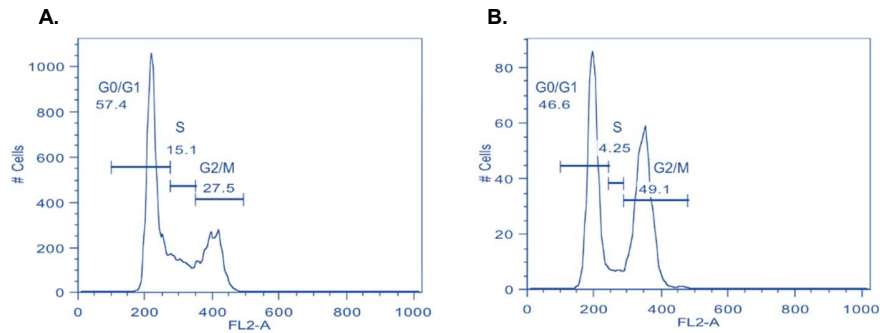 A.
1000
800
600
400
200
0
# Cells
G0/G1
57.4
S
15.1
G2/M
27.5
0 200 400 600 800 1000
FL2-A
B.
80
60
40
20
0
# Cells
G0/G1
46.6
S
4.25
G2/M
49.1
0 200 400 600 800 1000
FL2-A